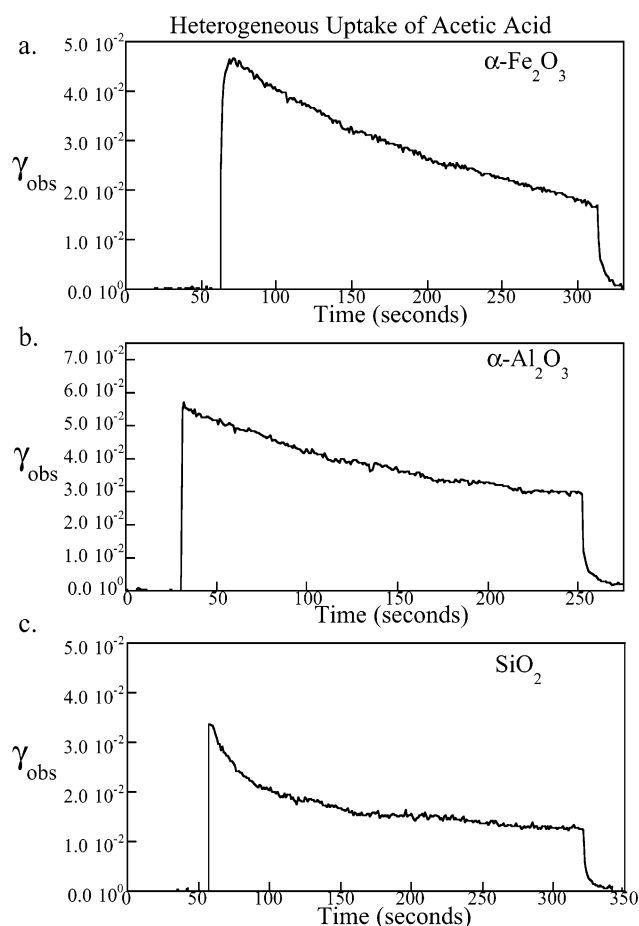 Heterogeneous Uptake of Acetic Acid
a.
α-Fe2O3
5.0 10-2
4.0 10-2
3.0 10-2
2.0 10-2
1.0 10-2
0.0 100
γobs
0 50 100 150 200 250 300
Time (seconds)
b.
α-Al2O3
7.0 10-2
6.0 10-2
5.0 10-2
4.0 10-2
3.0 10-2
2.0 10-2
1.0 10-2
0.0 100
γobs
0 50 100 150 200 250
Time (seconds)
c.
SiO2
5.0 10-2
4.0 10-2
3.0 10-2
2.0 10-2
1.0 10-2
0.0 100
γobs
0 50 100 150 200 250 300 350
Time (seconds)